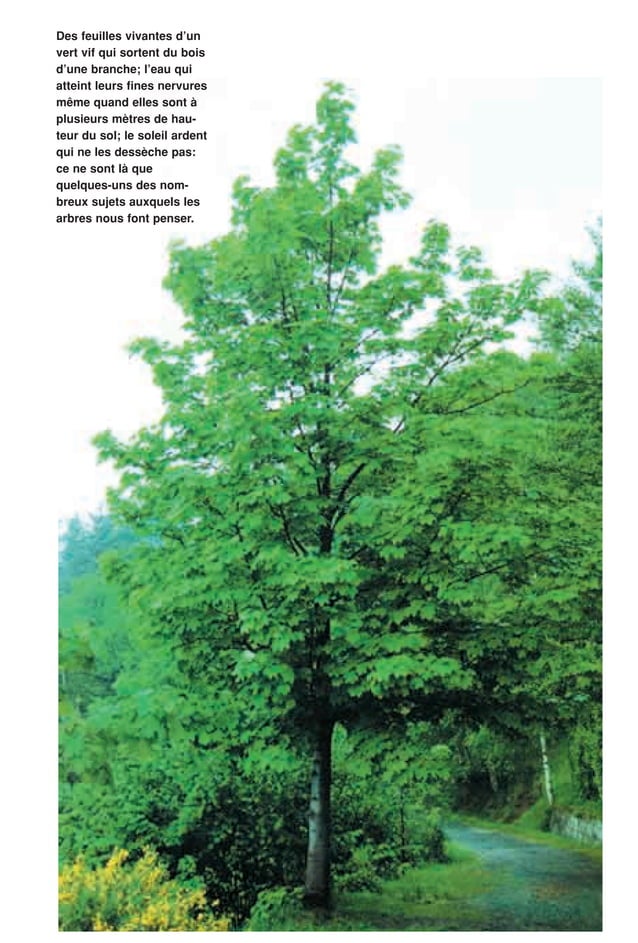 Des feuilles vivantes d'un
vert vif qui sortent du bois
d'une branche; l'eau qui
atteint leurs fines nervures
même quand elles sont à
plusieurs mètres de hau-
teur du sol; le soleil ardent
qui ne les dessèche pas:
ce ne sont là que
quelques-uns des nom-
breux sujets auxquels les
arbres nous font penser.